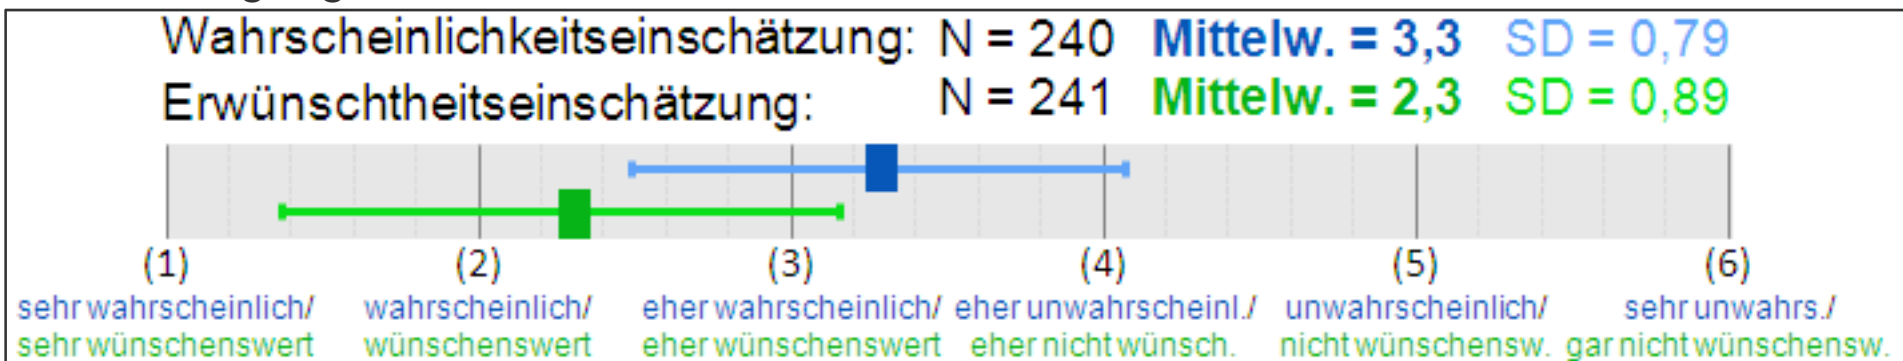 Wahrscheinlichkeitseinschätzung: N = 240 Mittelw. = 3,3 SD = 0,79
Erwünschtheitseinschätzung: N = 241 Mittelw. = 2,3 SD = 0,89
(1) (2) (3) (4) (5) (6)
sehr wahrscheinlich/ wahrscheinlich/ eher wahrscheinlich/ eher unwahrscheinl./ unwahrscheinlich/ sehr unwahrs./
sehr wünschenswert wünschenswert eher wünschenswert eher nicht wünsch. nicht wünschensw. gar nicht wünschensw.